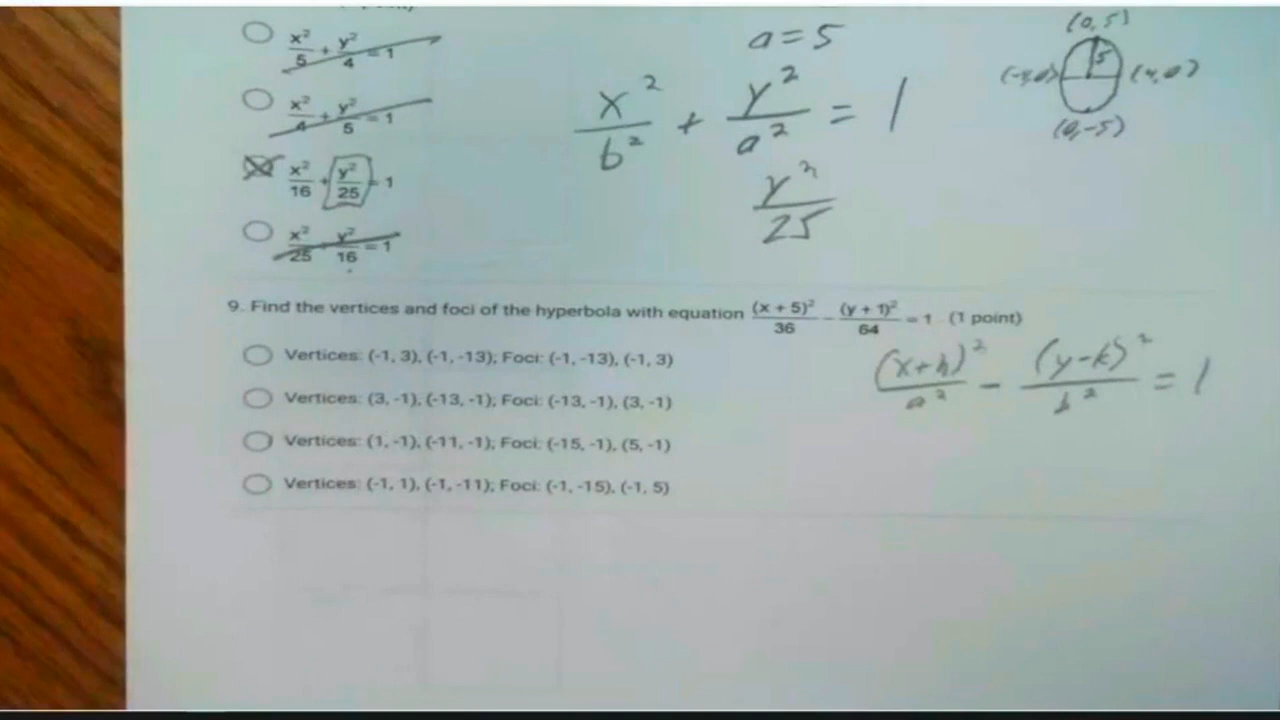 x²/5 + y²/4 = 1
a = 5
(0, 5)
5
(-4, 0) (4, 0)
(0, -5)
x²/4 + y²/5 = 1
x²/b² + y²/a² = 1
x²/16 + y²/25 = 1
y²/25
x²/25 + y²/16 = 1
9. Find the vertices and foci of the hyperbola with equation (x + 5)²/36 - (y + 1)²/64 = 1 (1 point)
Vertices: (-1, 3), (-1, -13); Foci: (-1, -13), (-1, 3)
Vertices: (3, -1), (-13, -1); Foci: (-13, -1), (3, -1)
Vertices: (1, -1), (-11, -1); Foci: (-15, -1), (5, -1)
Vertices: (-1, 1), (-1, -11); Foci: (-1, -15), (-1, 5)
(x+h)²/a² - (y-k)²/b² = 1